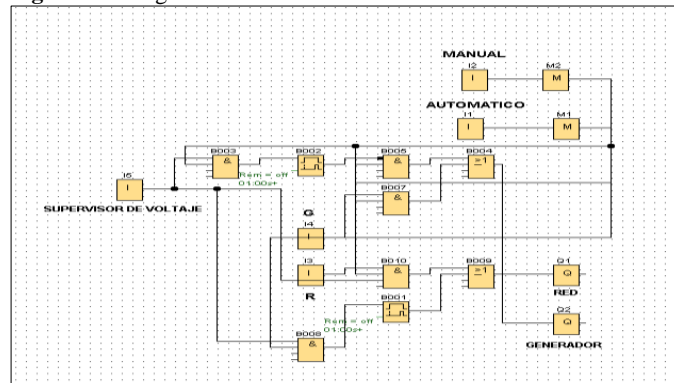 MANUAL
I2
M2
I
M
AUTOMATICO
I1
M1
I
M
B003
B002
B005
B004
&
&
≥1
Rem = off
01:00s+
I5
I
B007
&
SUPERVISOR DE VOLTAJE
G
I4
I
I3
B010
B009
Q1
I
&
≥1
Q
R
RED
B001
Rem = off
01:00s+
Q2
Q
&
GENERADOR